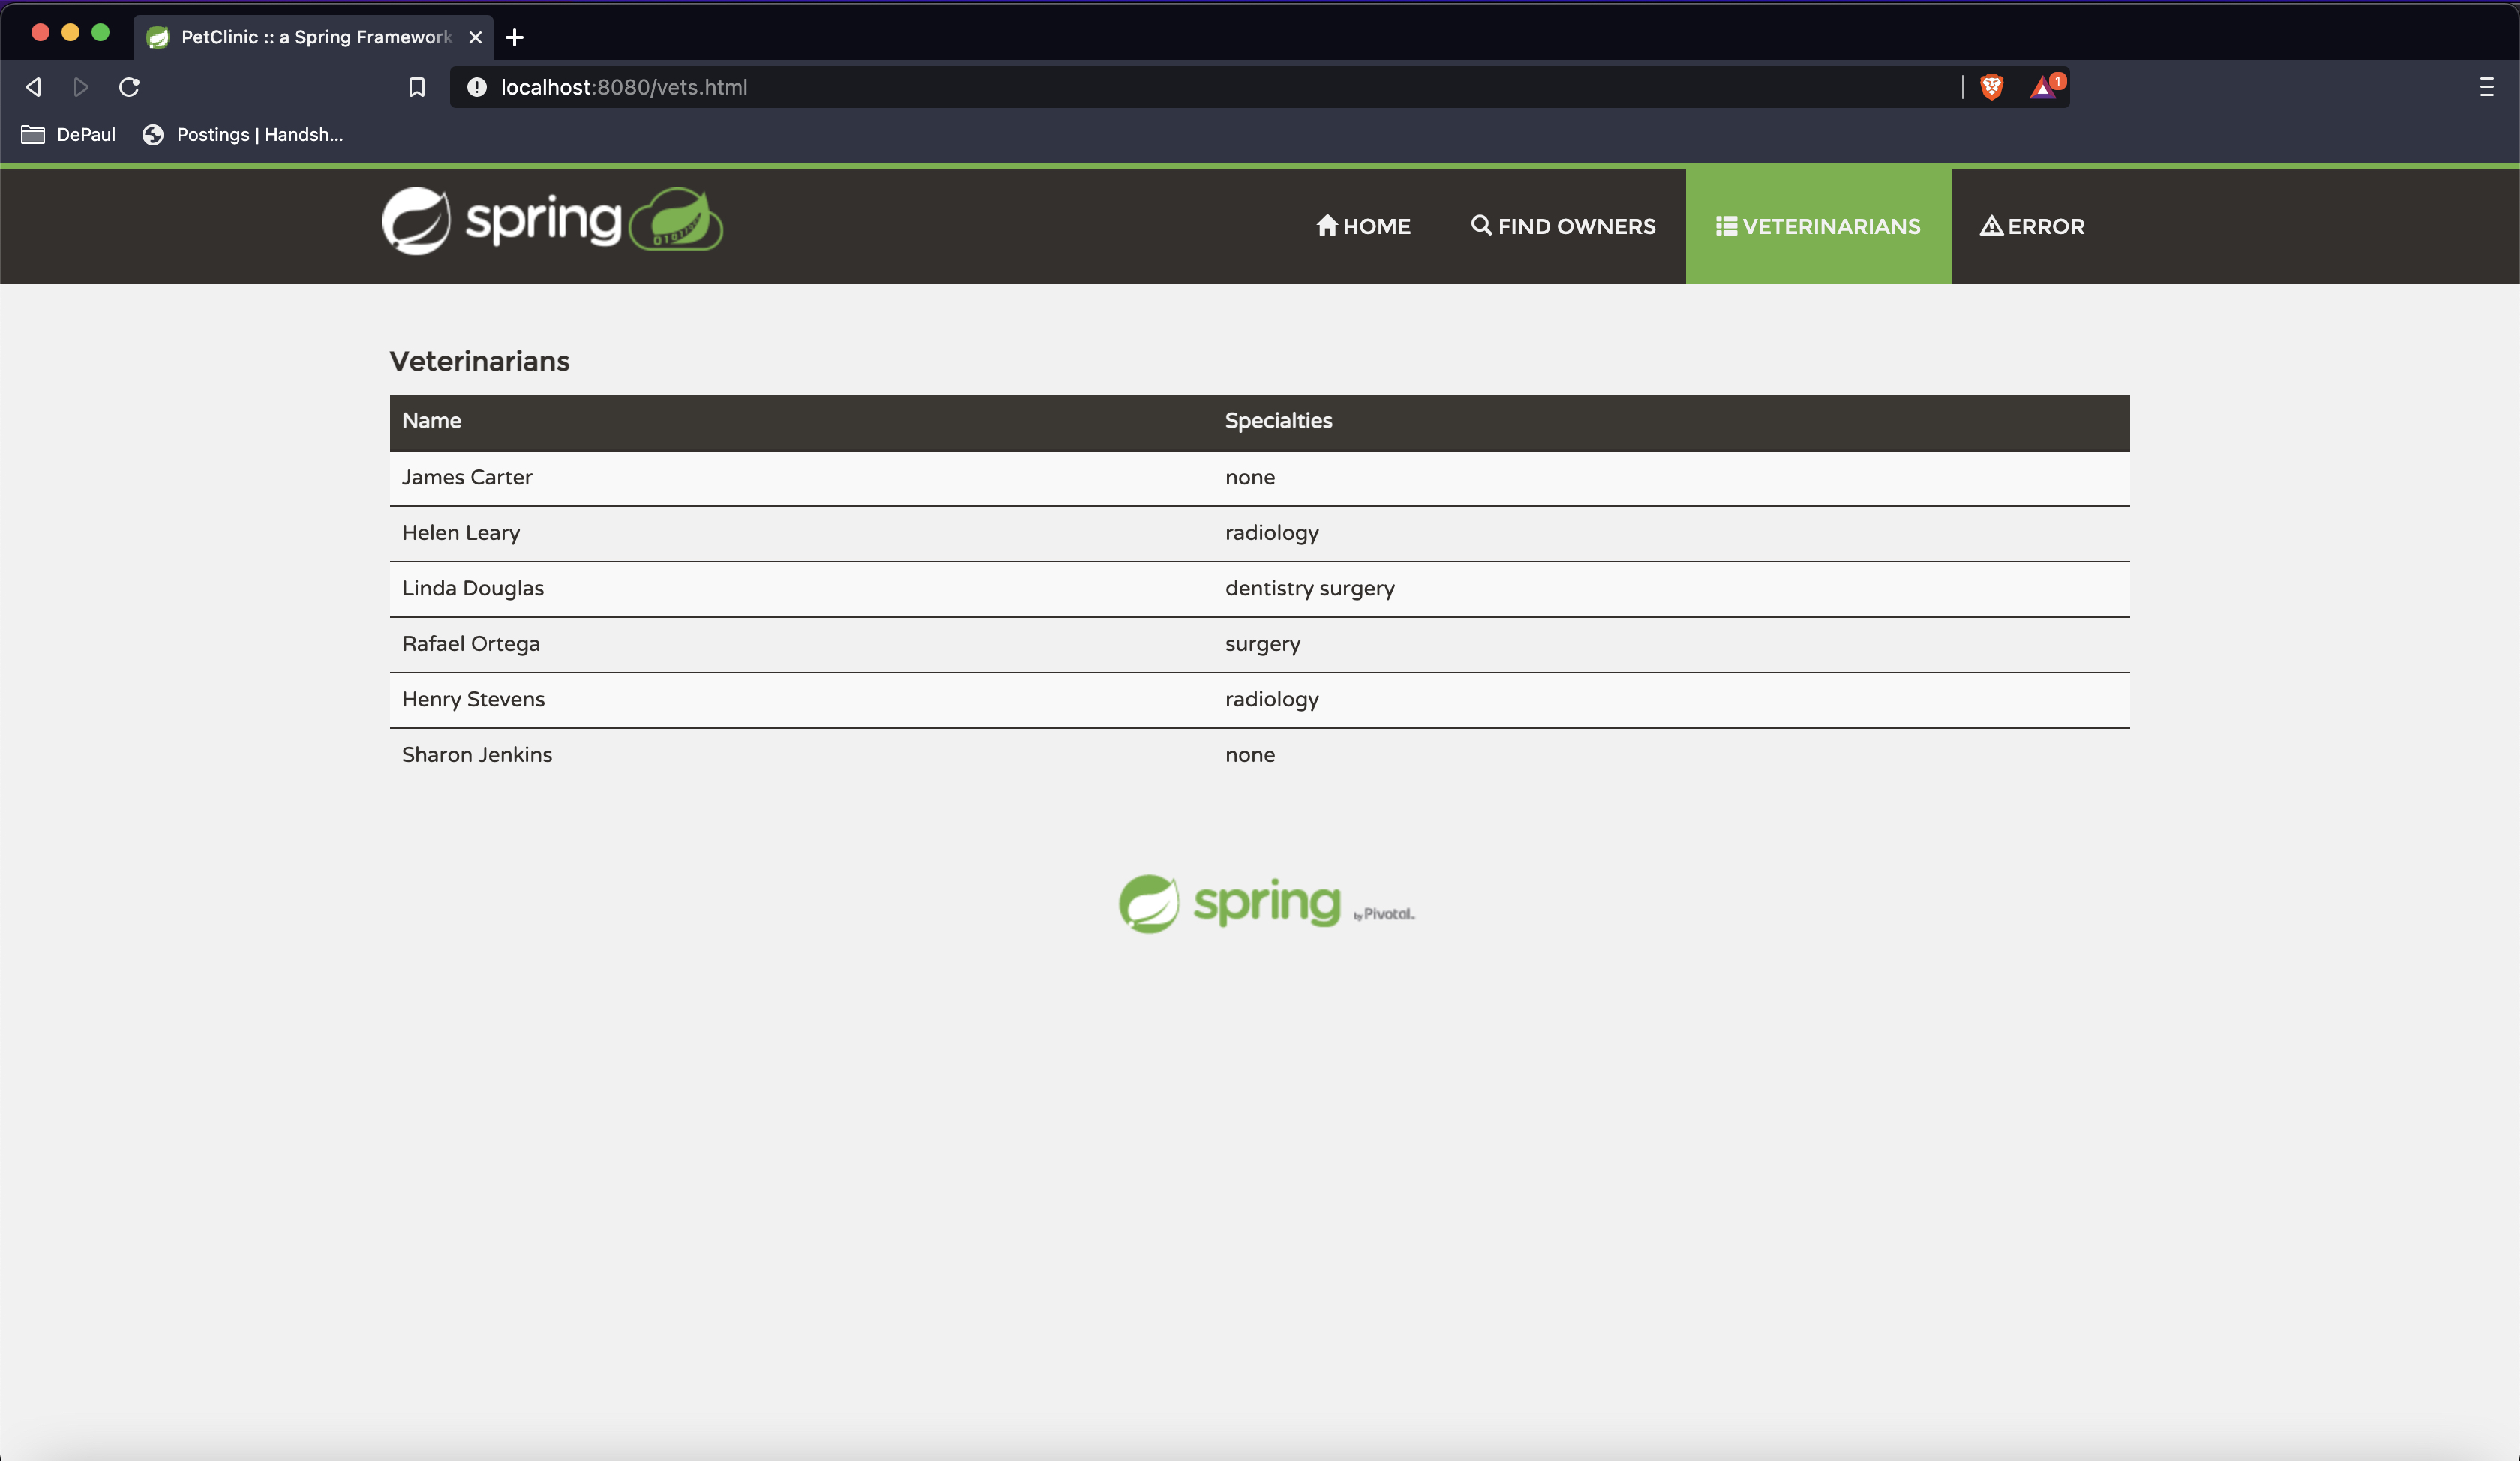 PetClinic :: a Spring Framework
localhost:8080/vets.html
1
DePaul
Postings | Handsh...
spring
HOME
FIND OWNERS
VETERINARIANS
ERROR
Veterinarians
Name Specialties
James Carter none
Helen Leary radiology
Linda Douglas dentistry surgery
Rafael Ortega surgery
Henry Stevens radiology
Sharon Jenkins none
spring by Pivotal